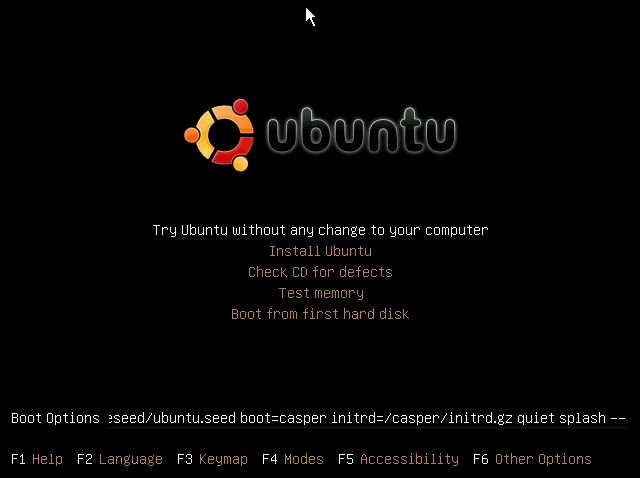 ubuntu
Try Ubuntu without any change to your computer
Install Ubuntu
Check CD for defects
Test memory
Boot from first hard disk
Boot Options eseed/ubuntu.seed boot=casper initrd=/casper/initrd.gz quiet splash --
F1 Help F2 Language F3 Keymap F4 Modes F5 Accessibility F6 Other Options